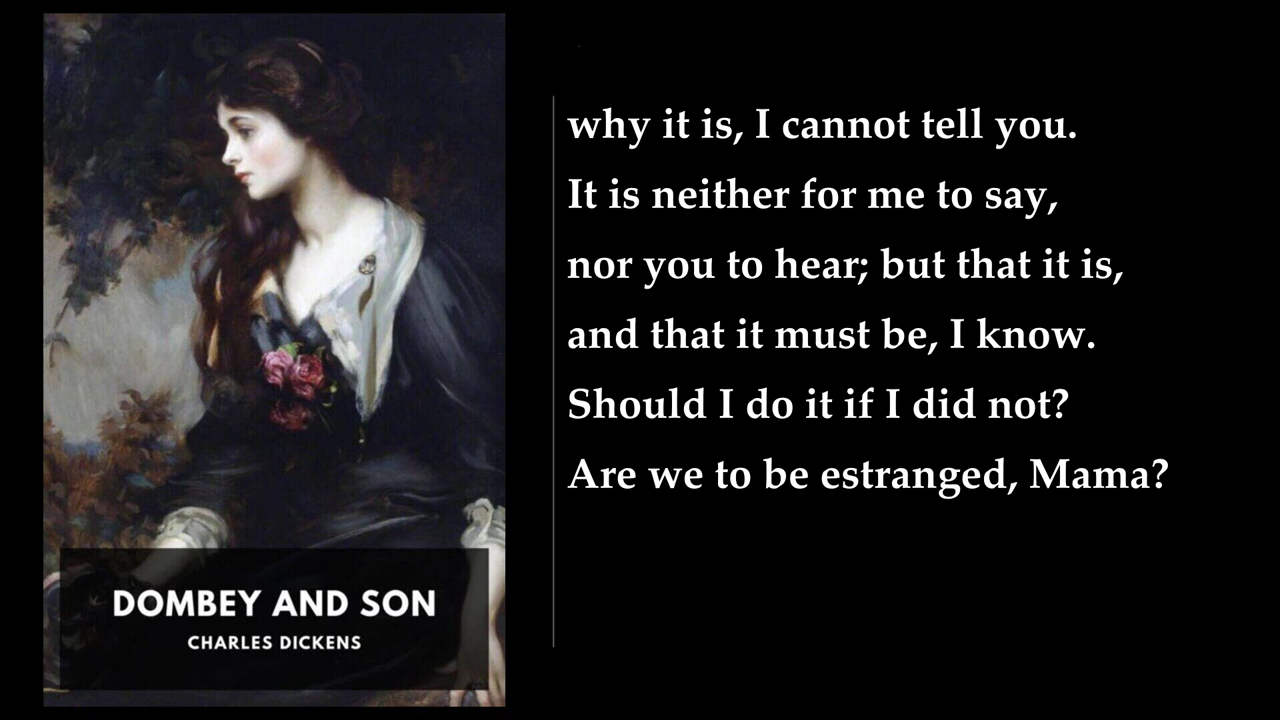 why it is, I cannot tell you.
It is neither for me to say,
nor you to hear; but that it is,
and that it must be, I know.
Should I do it if I did not?
Are we to be estranged, Mama?
DOMBEY AND SON
CHARLES DICKENS